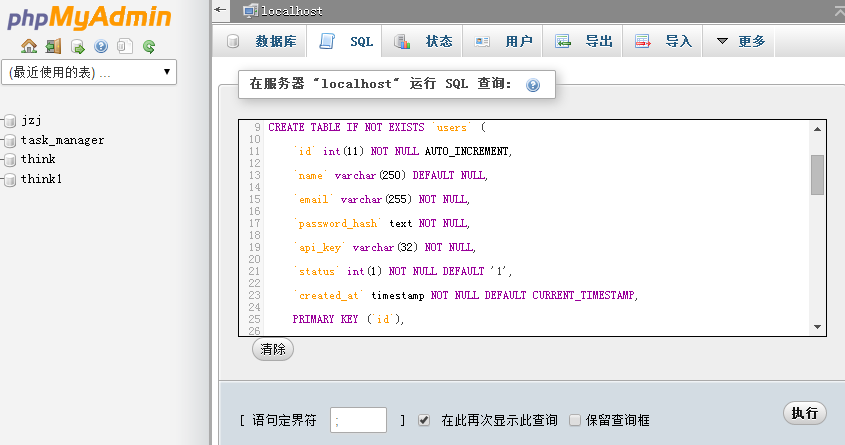 phpMyAdmin
(最近使用的表) ...
jzj
task_manager
think
think1
localhost
数据库 SQL 状态 用户 导出 导入 更多
在服务器 “localhost” 运行 SQL 查询:
9 CREATE TABLE IF NOT EXISTS `users` (
10
11 `id` int(11) NOT NULL AUTO_INCREMENT,
12
13 `name` varchar(250) DEFAULT NULL,
14
15 `email` varchar(255) NOT NULL,
16
17 `password_hash` text NOT NULL,
18
19 `api_key` varchar(32) NOT NULL,
20
21 `status` int(1) NOT NULL DEFAULT '1',
22
23 `created_at` timestamp NOT NULL DEFAULT CURRENT_TIMESTAMP,
24
25 PRIMARY KEY (`id`),
26
清除
[ 语句定界符 ; ] 在此再次显示此查询 保留查询框 执行